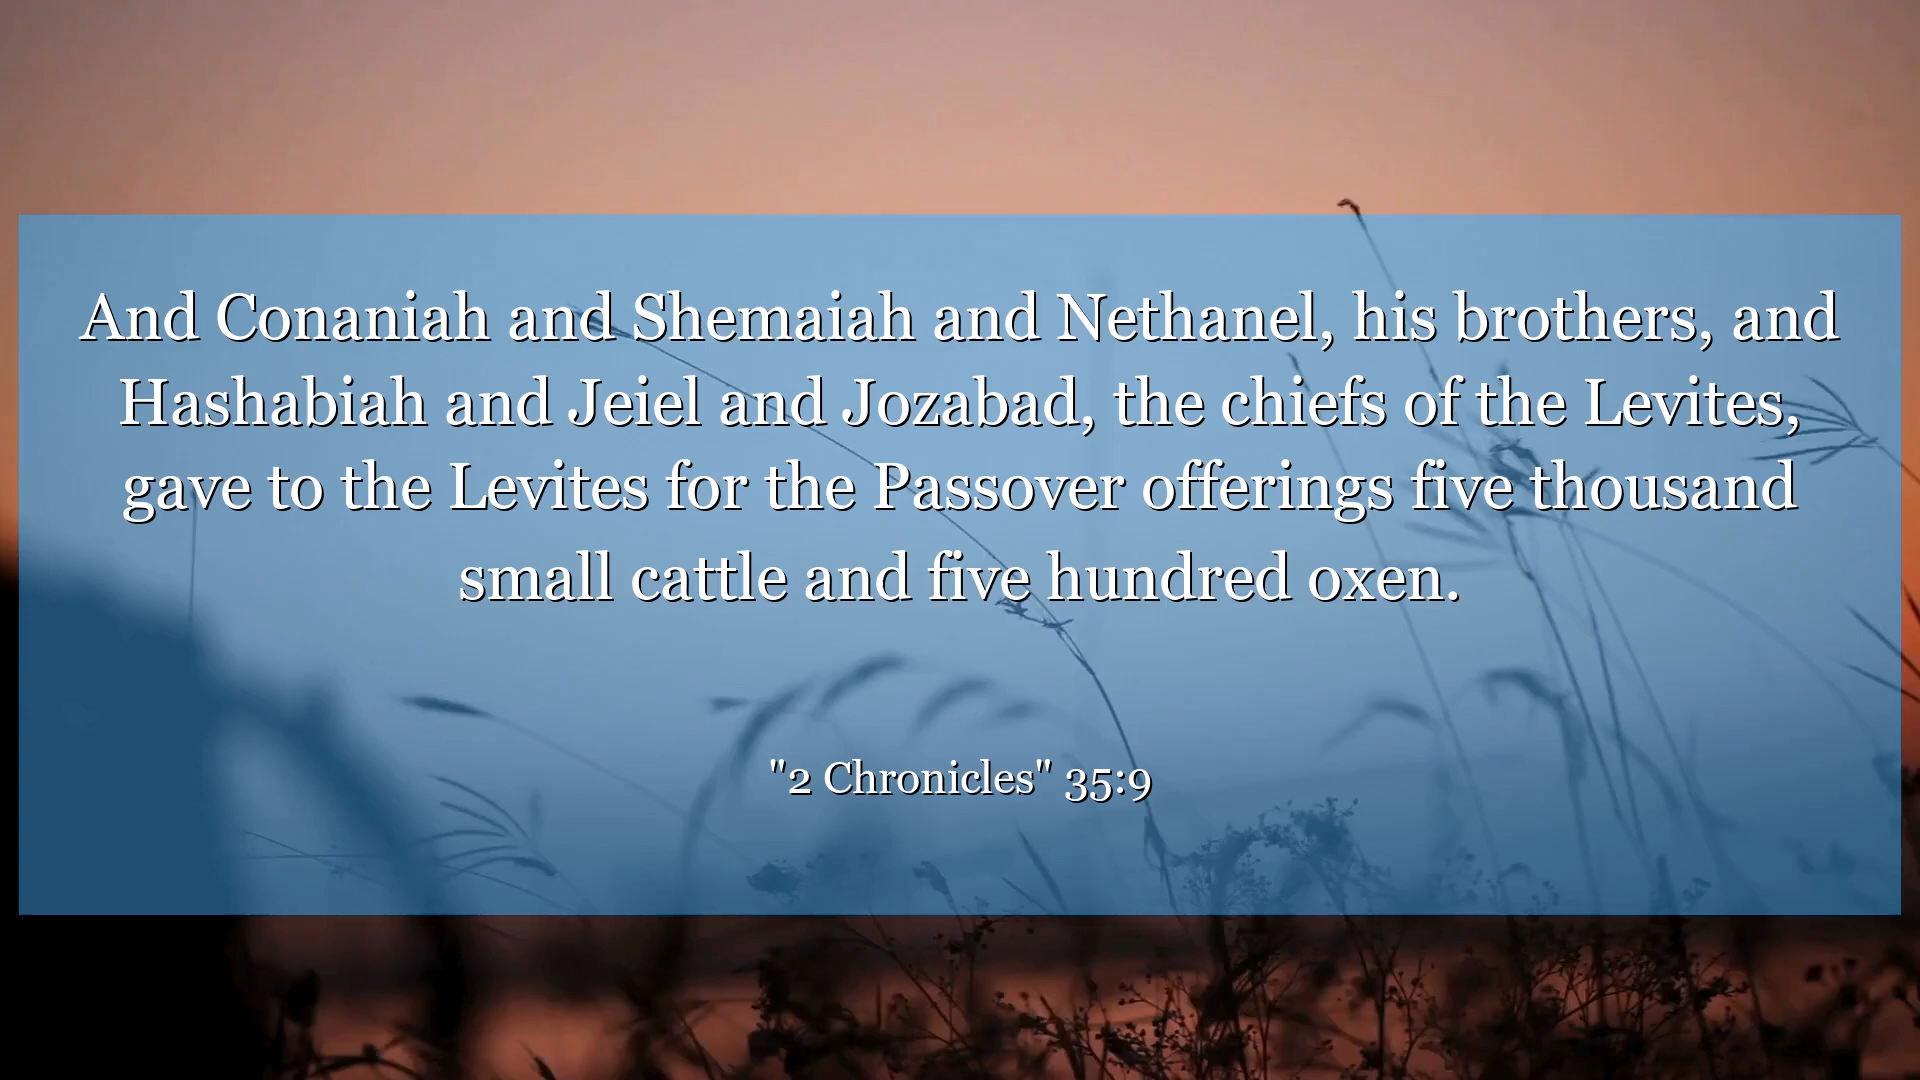 And Conaniah and Shemaiah and Nethanel, his brothers, and
Hashabiah and Jeiel and Jozabad, the chiefs of the Levites,
gave to the Levites for the Passover offerings five thousand
small cattle and five hundred oxen.
"2 Chronicles" 35:9